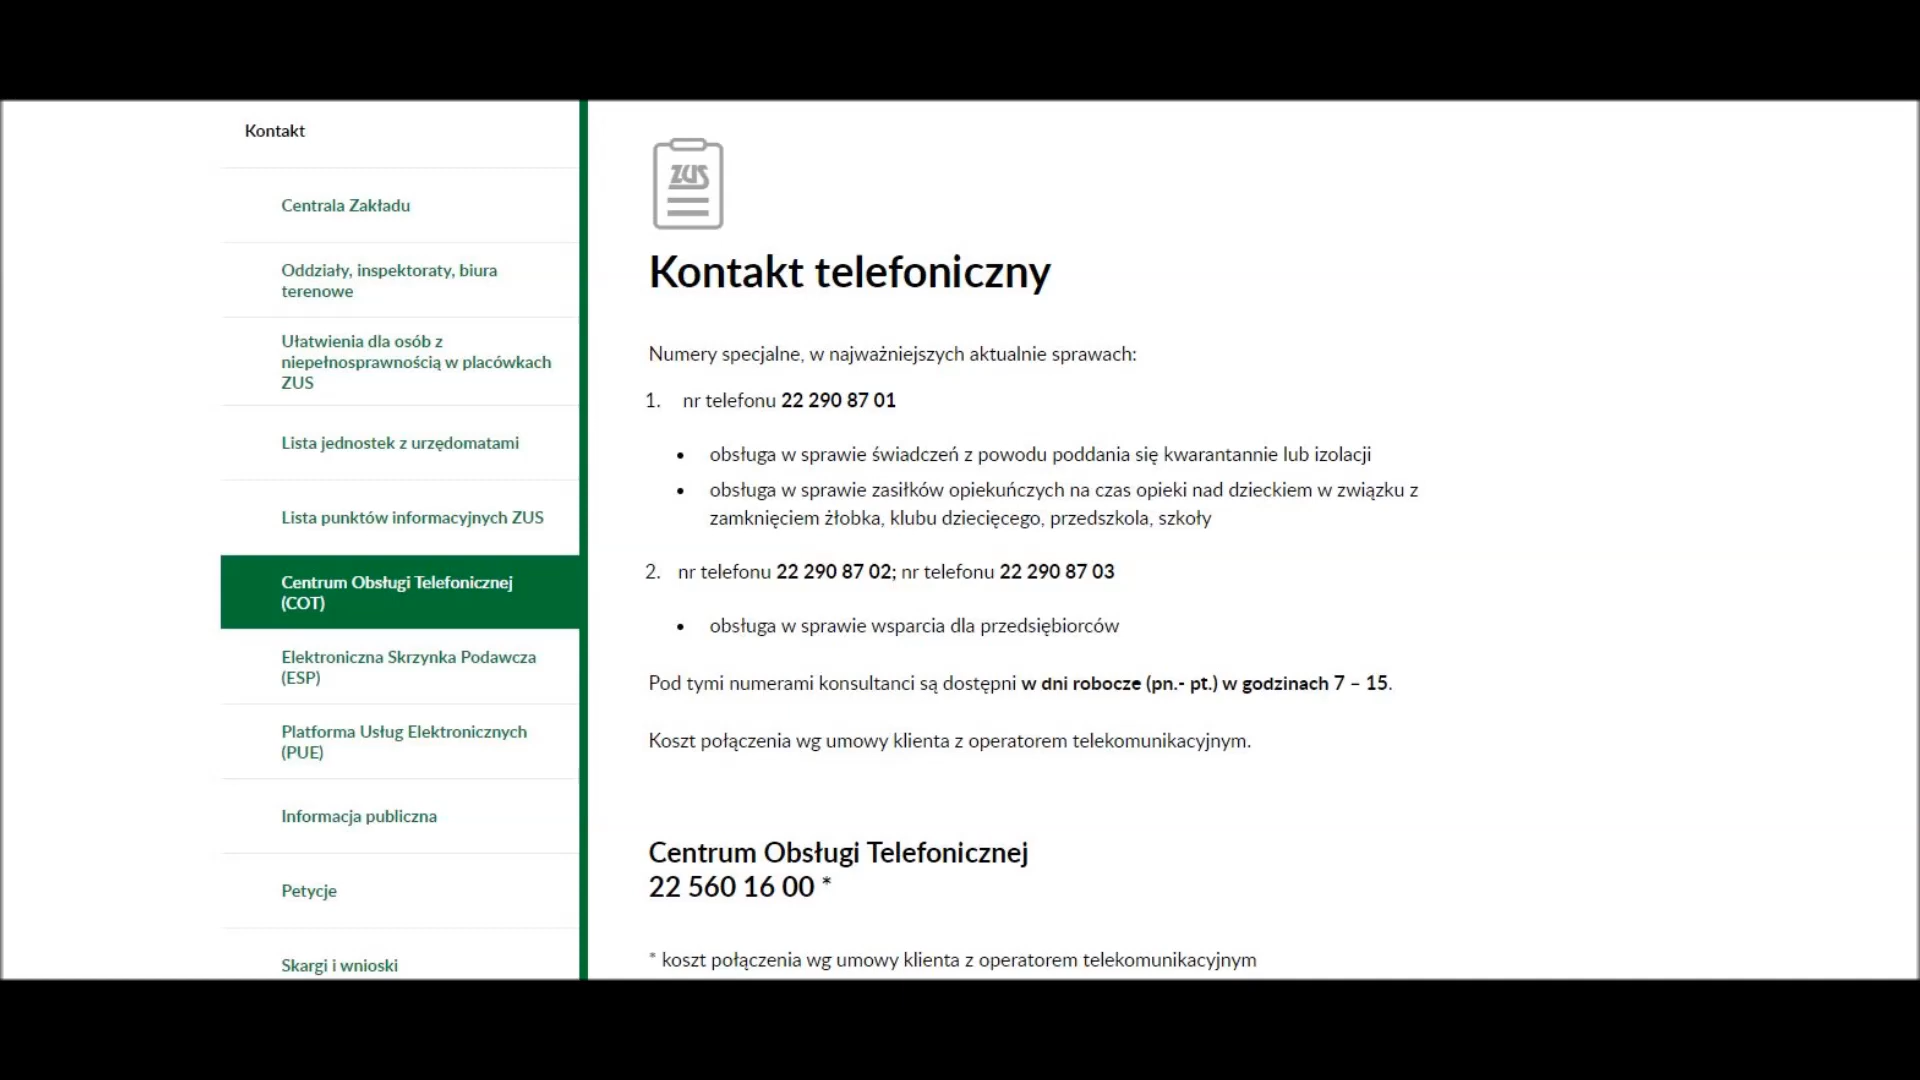 Kontakt
Centrala Zakładu
Oddziały, inspektoraty, biura
terenowe
Ułatwienia dla osób z
niepełnosprawnością w placówkach
ZUS
Lista jednostek z urzędomatami
Lista punktów informacyjnych ZUS
Centrum Obsługi Telefonicznej
(COT)
Elektroniczna Skrzynka Podawcza
(ESP)
Platforma Usług Elektronicznych
(PUE)
Informacja publiczna
Petycje
Skargi i wnioski
ZUS
Kontakt telefoniczny
Numery specjalne, w najważniejszych aktualnie sprawach:
1. nr telefonu 22 290 87 01
• obsługa w sprawie świadczeń z powodu poddania się kwarantannie lub izolacji
• obsługa w sprawie zasiłków opiekuńczych na czas opieki nad dzieckiem w związku z
zamknięciem żłobka, klubu dziecięcego, przedszkola, szkoły
2. nr telefonu 22 290 87 02; nr telefonu 22 290 87 03
• obsługa w sprawie wsparcia dla przedsiębiorców
Pod tymi numerami konsultanci są dostępni w dni robocze (pn.- pt.) w godzinach 7 – 15.
Koszt połączenia wg umowy klienta z operatorem telekomunikacyjnym.
Centrum Obsługi Telefonicznej
22 560 16 00 *
* koszt połączenia wg umowy klienta z operatorem telekomunikacyjnym